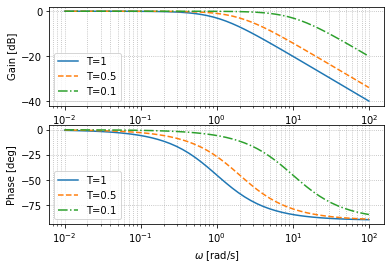 Gain [dB]
0
−20
−40
T=1
T=0.5
T=0.1
10⁻² 10⁻¹ 10⁰ 10¹ 10²
Phase [deg]
0
−25
−50
−75
T=1
T=0.5
T=0.1
10⁻² 10⁻¹ 10⁰ 10¹ 10²
ω [rad/s]